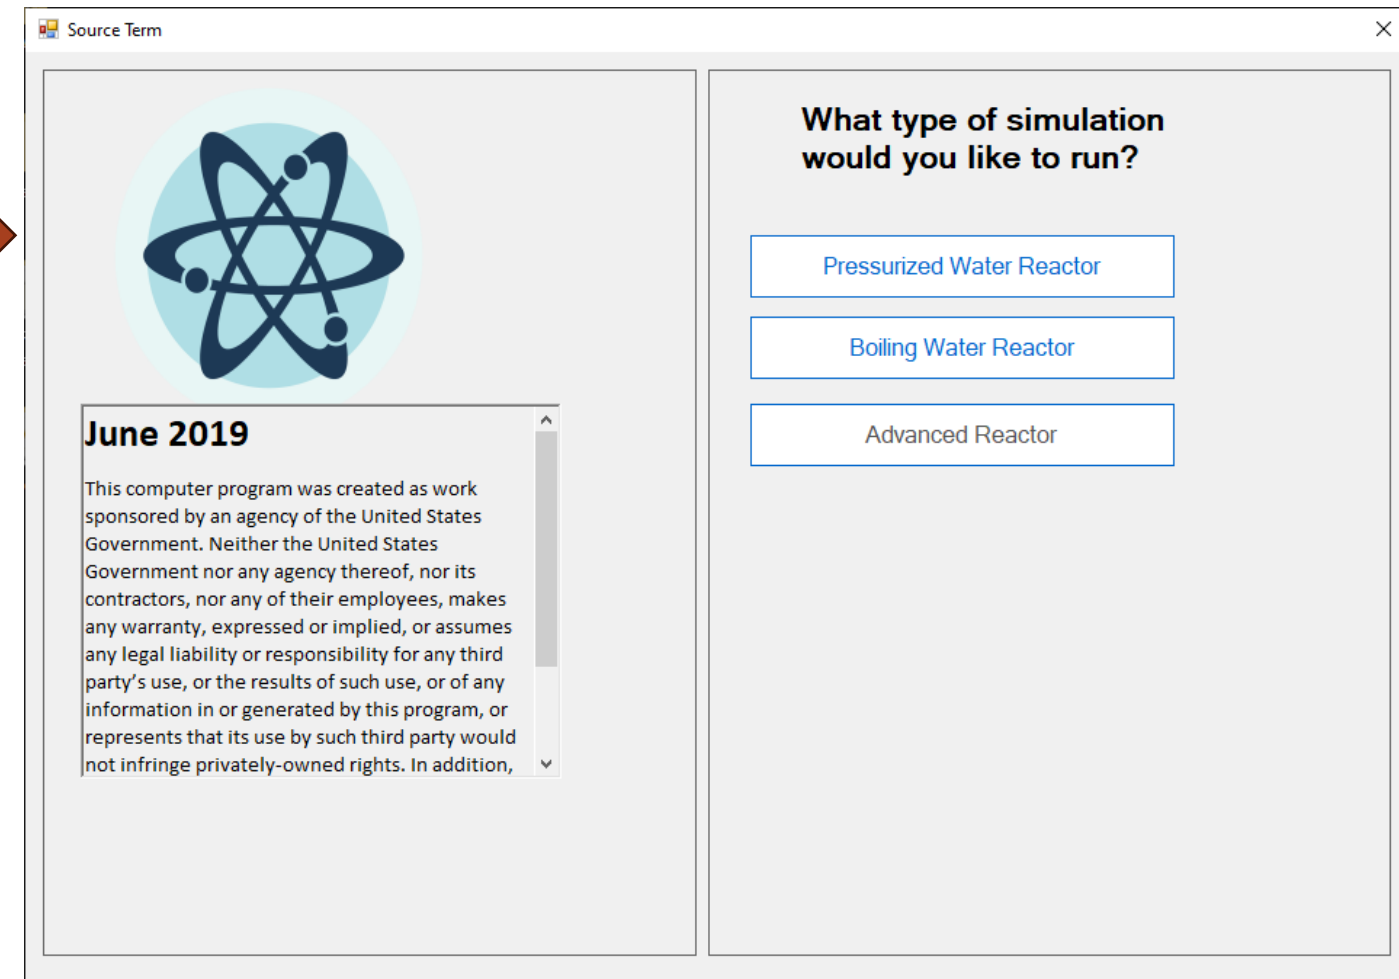 Source Term
June 2019
This computer program was created as work
sponsored by an agency of the United States
Government. Neither the United States
Government nor any agency thereof, nor its
contractors, nor any of their employees, makes
any warranty, expressed or implied, or assumes
any legal liability or responsibility for any third
party’s use, or the results of such use, or of any
information in or generated by this program, or
represents that its use by such third party would
not infringe privately-owned rights. In addition,
What type of simulation
would you like to run?
Pressurized Water Reactor
Boiling Water Reactor
Advanced Reactor